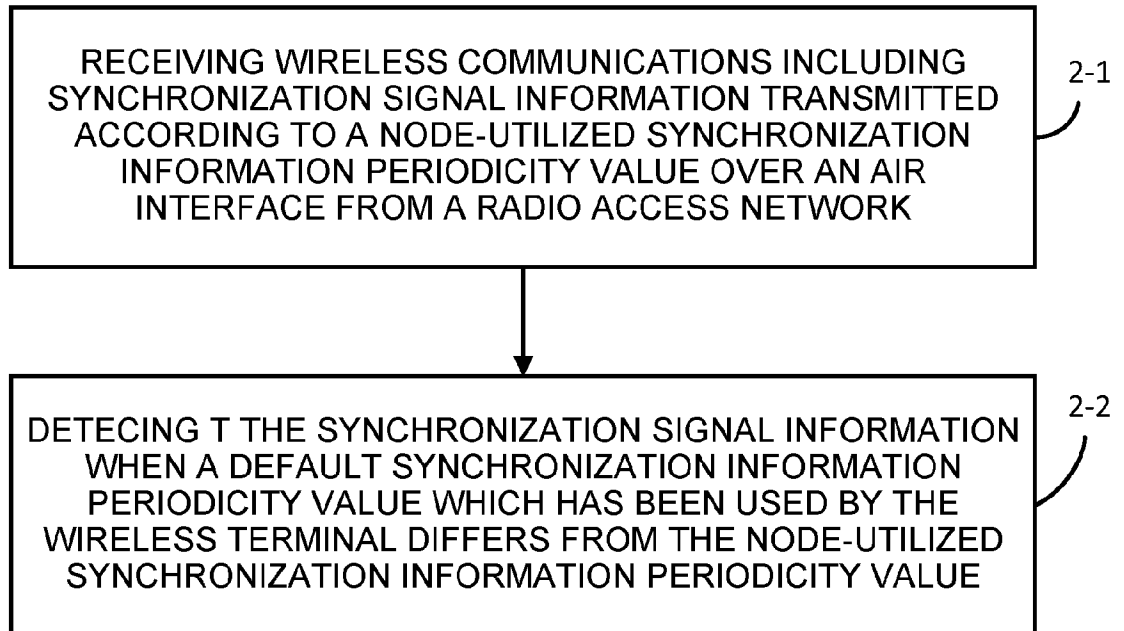 RECEIVING WIRELESS COMMUNICATIONS INCLUDING
SYNCHRONIZATION SIGNAL INFORMATION TRANSMITTED
ACCORDING TO A NODE-UTILIZED SYNCHRONIZATION
INFORMATION PERIODICITY VALUE OVER AN AIR
INTERFACE FROM A RADIO ACCESS NETWORK
2-1
DETECING T THE SYNCHRONIZATION SIGNAL INFORMATION
WHEN A DEFAULT SYNCHRONIZATION INFORMATION
PERIODICITY VALUE WHICH HAS BEEN USED BY THE
WIRELESS TERMINAL DIFFERS FROM THE NODE-UTILIZED
SYNCHRONIZATION INFORMATION PERIODICITY VALUE
2-2